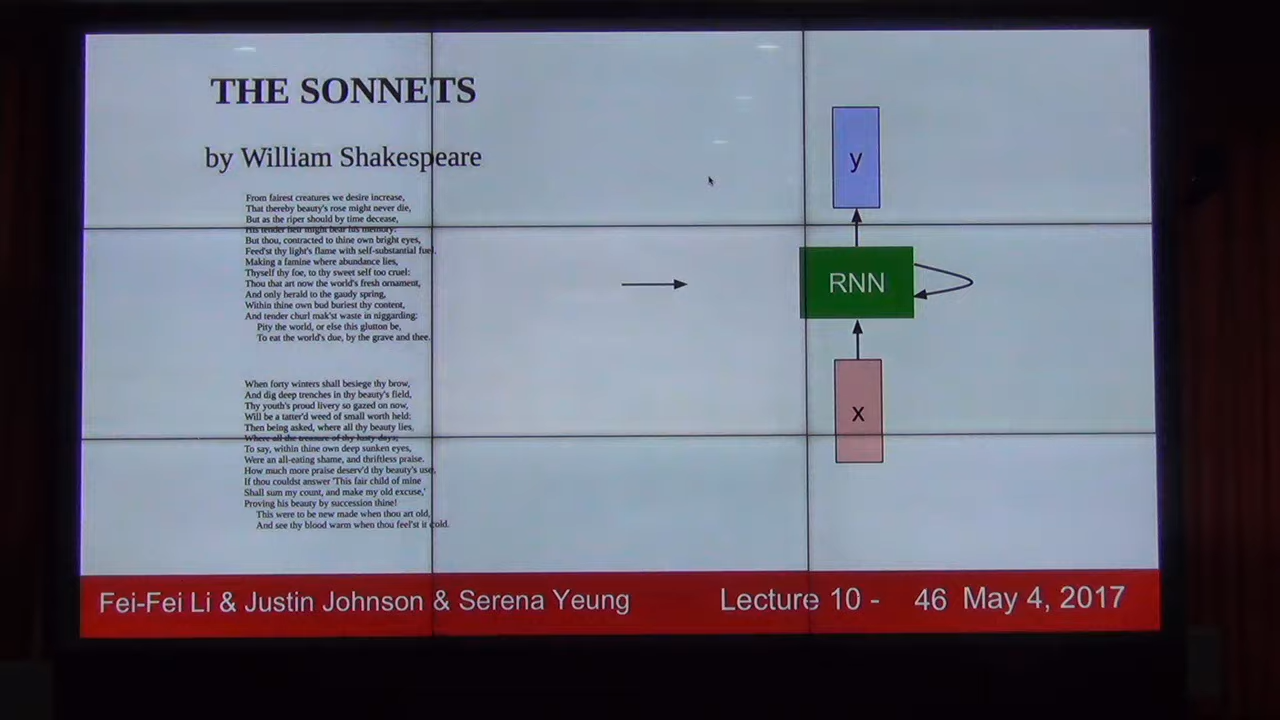 THE SONNETS
by William Shakespeare
From fairest creatures we desire increase,
That thereby beauty's rose might never die,
But as the riper should by time decease,
His tender heir might bear his memory:
But thou, contracted to thine own bright eyes,
Feed'st thy light's flame with self-substantial fuel,
Making a famine where abundance lies,
Thyself thy foe, to thy sweet self too cruel:
Thou that art now the world's fresh ornament,
And only herald to the gaudy spring,
Within thine own bud buriest thy content,
And tender churl mak'st waste in niggarding:
Pity the world, or else this glutton be,
To eat the world's due, by the grave and thee.
When forty winters shall besiege thy brow,
And dig deep trenches in thy beauty's field,
Thy youth's proud livery so gazed on now,
Will be a tatter'd weed of small worth held:
Then being asked, where all thy beauty lies,
Where all the treasure of thy lusty days;
To say, within thine own deep sunken eyes,
Were an all-eating shame, and thriftless praise.
How much more praise deserv'd thy beauty's use,
If thou couldst answer 'This fair child of mine
Shall sum my count, and make my old excuse,'
Proving his beauty by succession thine!
This were to be new made when thou art old,
And see thy blood warm when thou feel'st it cold.
y
RNN
x
Fei-Fei Li & Justin Johnson & Serena Yeung
Lecture 10 - 46 May 4, 2017